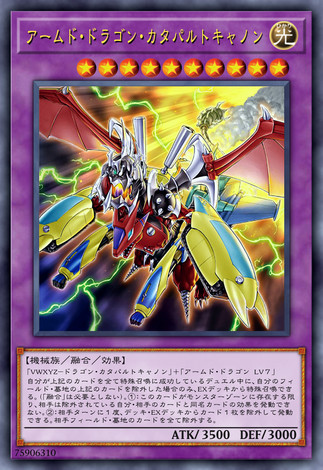 アームド・ドラゴン・カタパルトキャノン
光
【機械族/融合/効果】
「VWXYZ-ドラゴン・カタパルトキャノン」+「アームド・ドラゴン LV7」
自分が上記のカードを全て特殊召喚に成功しているデュエル中に、自分のフィ
ールド・墓地の上記のカードを除外した場合のみ、EXデッキから特殊召喚でき
る(「融合」は必要としない)。①:このカードがモンスターゾーンに存在する限
り、相手は除外されている自分・相手のカードと同名カードの効果を発動でき
ない。②:相手ターンに1度、デッキ・EXデッキからカード1枚を除外して発動
できる。相手フィールド・墓地のカードを全て除外する。
ATK/3500 DEF/3000
75906310